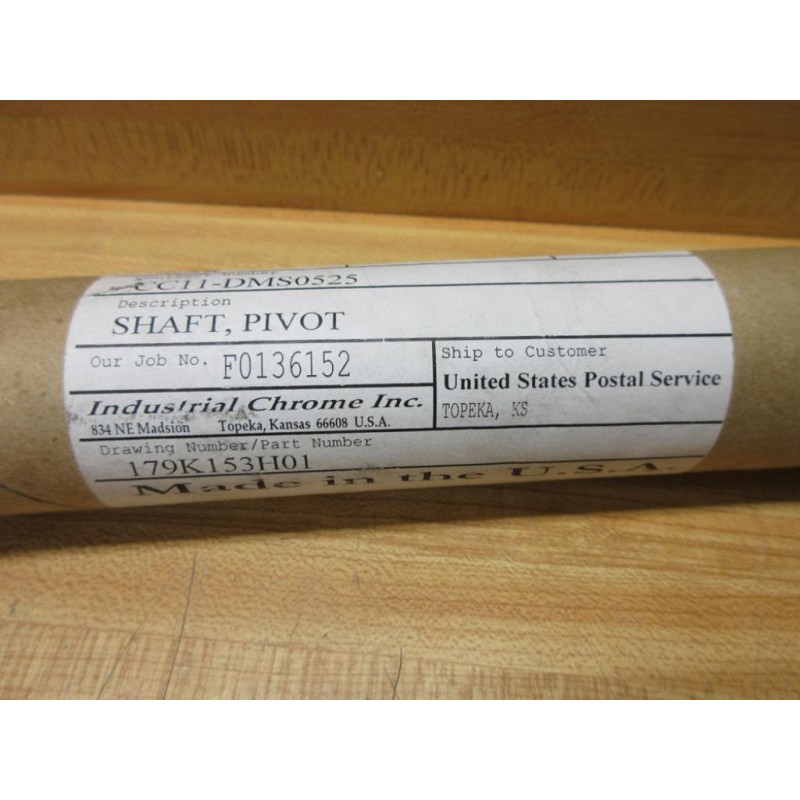 CC11-DMS0525
Description
SHAFT, PIVOT
Our Job No. F0136152
Ship to Customer
United States Postal Service
TOPEKA, KS
Industrial Chrome Inc.
834 NE Madsion Topeka, Kansas 66608 U.S.A.
Drawing Number/Part Number
179K153H01
Made in the U.S.A.